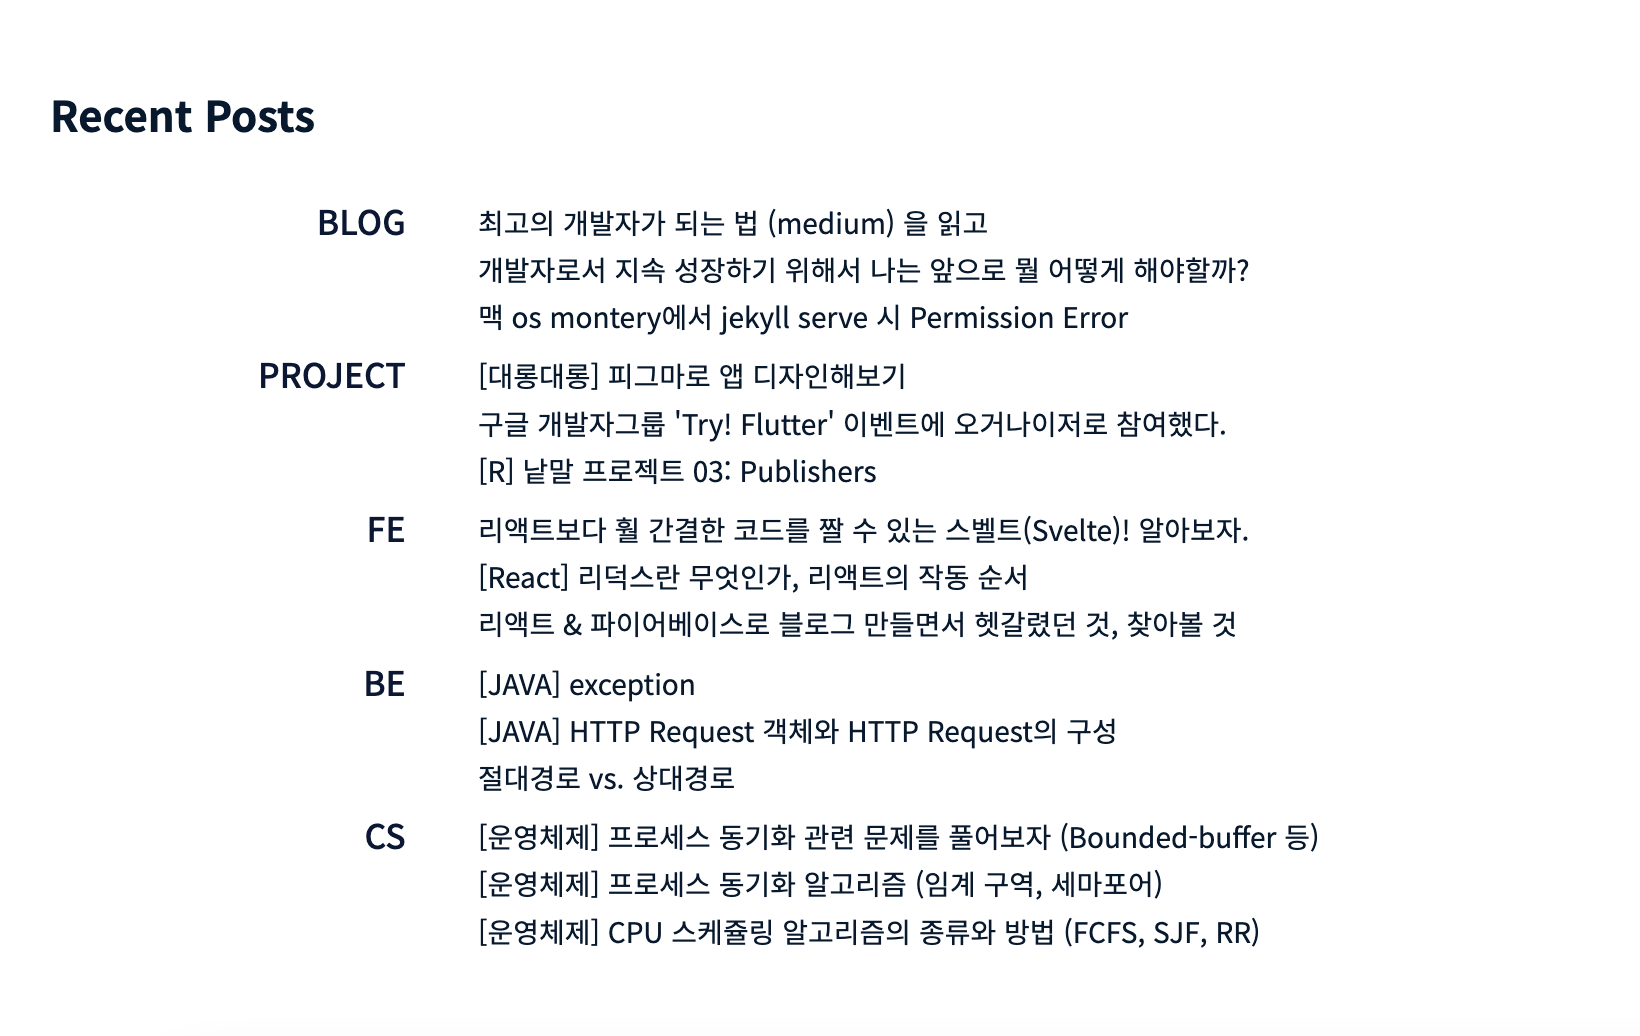 Recent Posts
BLOG 최고의 개발자가 되는 법 (medium) 을 읽고
개발자로서 지속 성장하기 위해서 나는 앞으로 뭘 어떻게 해야할까?
맥 os montery에서 jekyll serve 시 Permission Error
PROJECT [대롱대롱] 피그마로 앱 디자인해보기
구글 개발자그룹 'Try! Flutter' 이벤트에 오거나이저로 참여했다.
[R] 낱말 프로젝트 03: Publishers
FE 리액트보다 훨 간결한 코드를 짤 수 있는 스벨트(Svelte)! 알아보자.
[React] 리덕스란 무엇인가, 리액트의 작동 순서
리액트 & 파이어베이스로 블로그 만들면서 헷갈렸던 것, 찾아볼 것
BE [JAVA] exception
[JAVA] HTTP Request 객체와 HTTP Request의 구성
절대경로 vs. 상대경로
CS [운영체제] 프로세스 동기화 관련 문제를 풀어보자 (Bounded-buffer 등)
[운영체제] 프로세스 동기화 알고리즘 (임계 구역, 세마포어)
[운영체제] CPU 스케쥴링 알고리즘의 종류와 방법 (FCFS, SJF, RR)